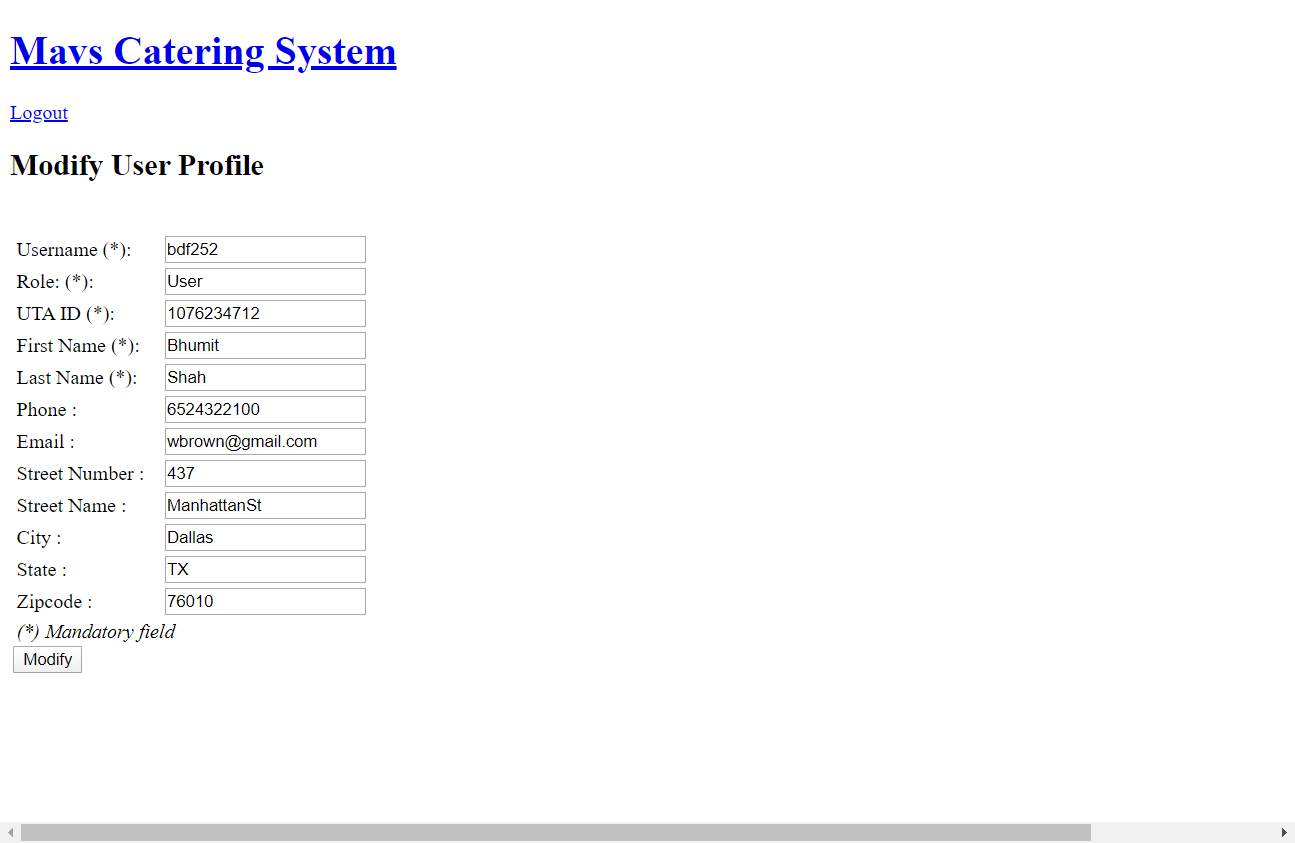 Mavs Catering System
Logout
Modify User Profile
Username (*): bdf252
Role: (*): User
UTA ID (*): 1076234712
First Name (*): Bhumit
Last Name (*): Shah
Phone : 6524322100
Email : wbrown@gmail.com
Street Number : 437
Street Name : ManhattanSt
City : Dallas
State : TX
Zipcode : 76010
(*) Mandatory field
Modify